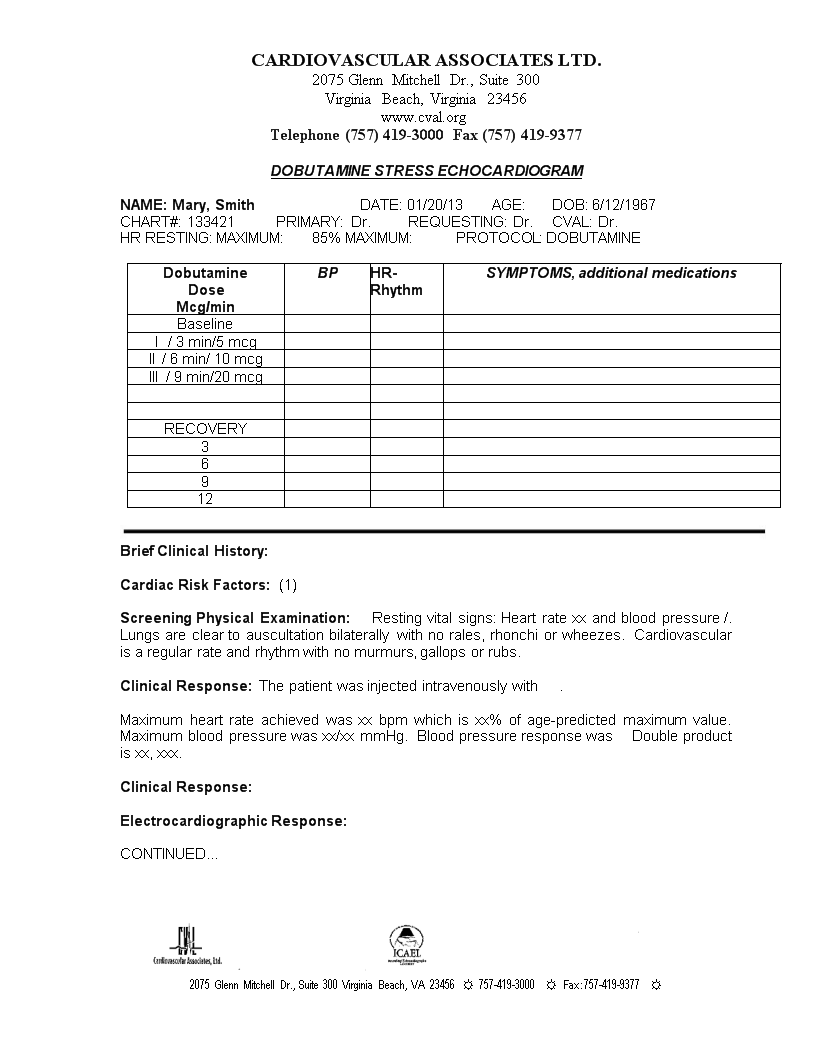 CARDIOVASCULAR ASSOCIATES LTD.
2075 Glenn Mitchell Dr., Suite 300
Virginia Beach, Virginia 23456
www.cval.org
Telephone (757) 419-3000 Fax (757) 419-9377
DOBUTAMINE STRESS ECHOCARDIOGRAM
NAME: Mary, Smith DATE: 01/20/13 AGE: DOB: 6/12/1967
CHART#: 133421 PRIMARY: Dr. REQUESTING: Dr. CVAL: Dr.
HR RESTING: MAXIMUM: 85% MAXIMUM: PROTOCOL: DOBUTAMINE
Dobutamine BP HR- SYMPTOMS, additional medications
Dose Rhythm
Mcg/min
Baseline
I / 3 min/5 mcg
II / 6 min/ 10 mcg
III / 9 min/20 mcg
RECOVERY
3
6
9
12
Brief Clinical History:
Cardiac Risk Factors: (1)
Screening Physical Examination: Resting vital signs: Heart rate xx and blood pressure /.
Lungs are clear to auscultation bilaterally with no rales, rhonchi or wheezes. Cardiovascular
is a regular rate and rhythm with no murmurs, gallops or rubs.
Clinical Response: The patient was injected intravenously with .
Maximum heart rate achieved was xx bpm which is xx% of age-predicted maximum value.
Maximum blood pressure was xx/xx mmHg. Blood pressure response was Double product
is xx, xxx.
Clinical Response:
Electrocardiographic Response:
CONTINUED...
Cardiovascular Associates, Ltd.
ICAEL
2075 Glenn Mitchell Dr., Suite 300 Virginia Beach, VA 23456 ☼ 757-419-3000 ☼ Fax:757-419-9377 ☼